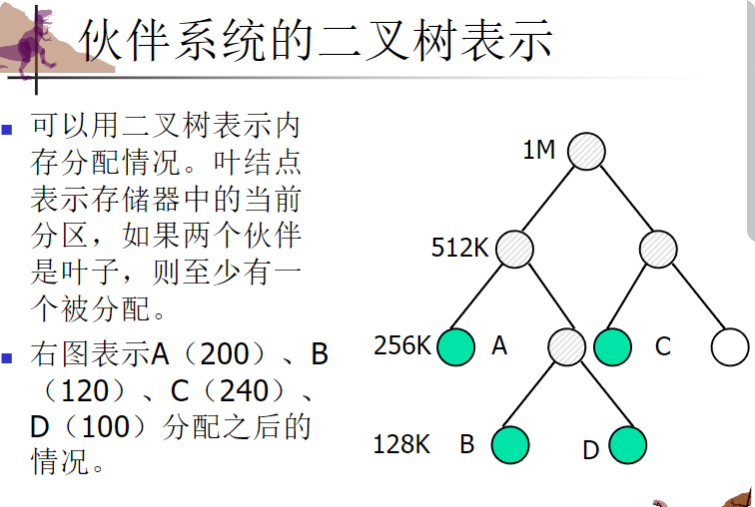 伙伴系统的二叉树表示
可以用二叉树表示内
存分配情况。叶结点
表示存储器中的当前
分区，如果两个伙伴
是叶子，则至少有一
个被分配。
右图表示A（200）、B
（120）、C（240）、
D（100）分配之后的
情况。
1M
512K
256K A C
128K B D